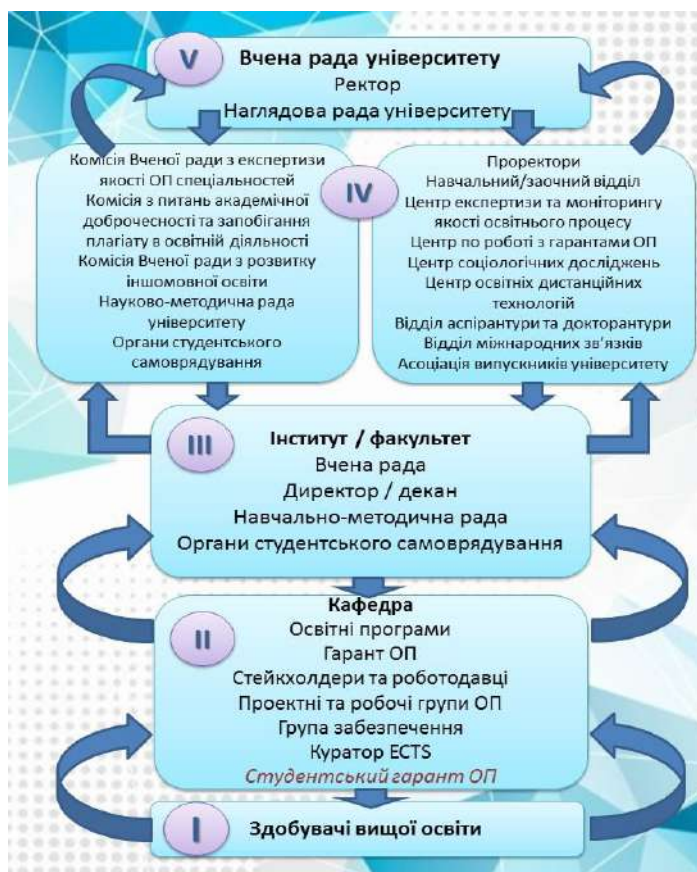 V
Вчена рада університету
Ректор
Наглядова рада університету
Комісія Вченої ради з експертизи
якості ОП спеціальностей
Комісія з питань академічної
доброчесності та запобігання
плагіату в освітній діяльності
Комісія Вченої ради з розвитку
іншомовної освіти
Науково-методична рада
університету
Органи студентського
самоврядування
IV
Проректори
Навчальний/заочний відділ
Центр експертизи та моніторингу
якості освітнього процесу
Центр по роботі з гарантами ОП
Центр соціологічних досліджень
Центр освітніх дистанційних
технологій
Відділ аспірантури та докторантури
Відділ міжнародних зв'язків
Асоціація випускників університету
III
Інститут / факультет
Вчена рада
Директор / декан
Навчально-методична рада
Органи студентського самоврядування
II
Кафедра
Освітні програми
Гарант ОП
Стейкхолдери та роботодавці
Проектні та робочі групи ОП
Група забезпечення
Куратор ECTS
Студентський гарант ОП
I
Здобувачі вищої освіти